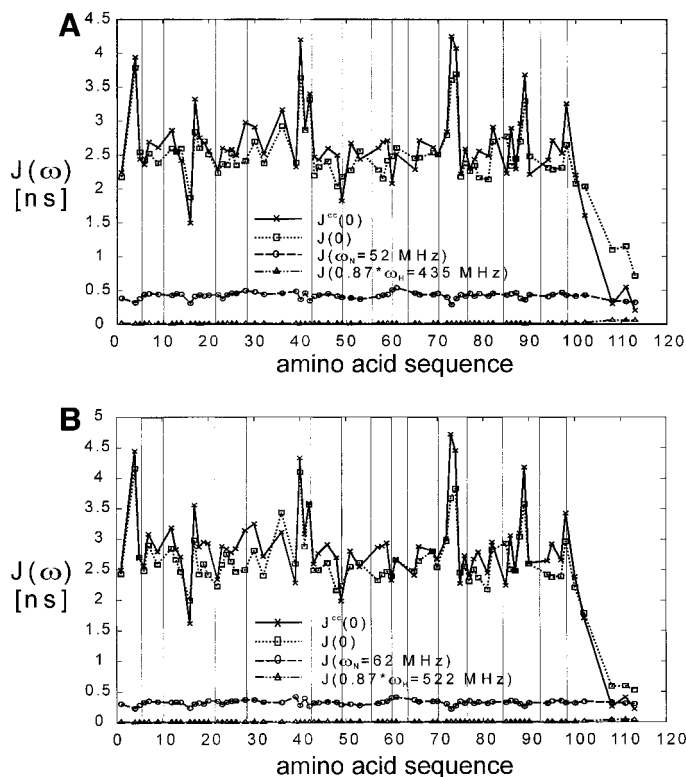 A
4.5
4
3.5
3
2.5
2
1.5
1
0.5
0
J(ω)
[ns]
J^cc(0)
J(0)
J(ω_N=52 MHz)
J(0.87*ω_H=435 MHz)
0 10 20 30 40 50 60 70 80 90 100 110 120
amino acid sequence
B
5
4.5
4
3.5
3
2.5
2
1.5
1
0.5
0
J(ω)
[ns]
J^cc(0)
J(0)
J(ω_N=62 MHz)
J(0.87*ω_H=522 MHz)
0 10 20 30 40 50 60 70 80 90 100 110 120
amino acid sequence